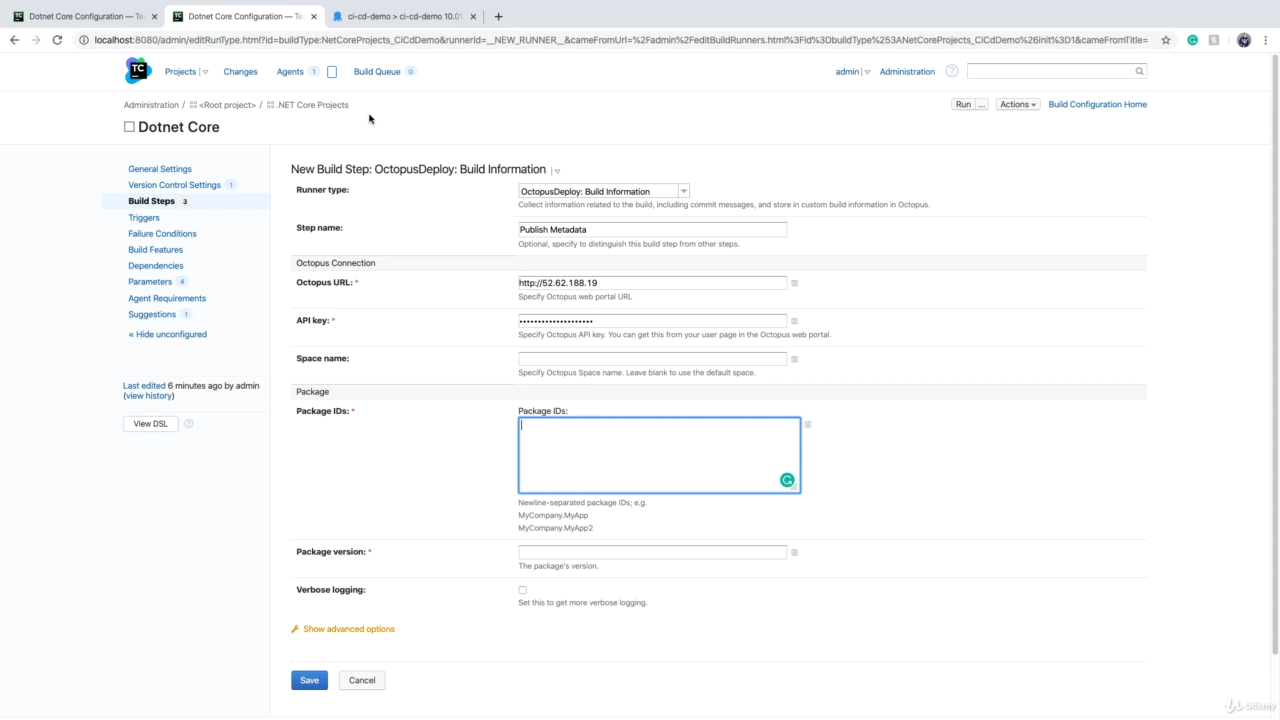 Dotnet Core Configuration — Te
Dotnet Core Configuration — Te
ci-cd-demo > ci-cd-demo 10.01
localhost:8080/admin/editRunType.html?id=buildType:NetCoreProjects_CiCdDemo&runnerId=__NEW_RUNNER__&cameFromUrl=%2Fadmin%2FeditBuildRunners.html%3Fid%3DbuildType%253ANetCoreProjects_CiCdDemo%26init%3D1&cameFromTitle=
TC
Projects
Changes
Agents 1
Build Queue 0
admin
Administration
?
Administration / <Root project> / .NET Core Projects
Run ...
Actions
Build Configuration Home
Dotnet Core
General Settings
Version Control Settings 1
Build Steps 3
Triggers
Failure Conditions
Build Features
Dependencies
Parameters 4
Agent Requirements
Suggestions 1
« Hide unconfigured
Last edited 6 minutes ago by admin
(view history)
View DSL ?
New Build Step: OctopusDeploy: Build Information
Runner type:
OctopusDeploy: Build Information
Collect information related to the build, including commit messages, and store in custom build information in Octopus.
Step name:
Publish Metadata
Optional, specify to distinguish this build step from other steps.
Octopus Connection
Octopus URL: *
http://52.62.188.19
Specify Octopus web portal URL
API key: *
••••••••••••••••••••
Specify Octopus API key. You can get this from your user page in the Octopus web portal.
Space name:
Specify Octopus Space name. Leave blank to use the default space.
Package
Package IDs: *
Package IDs:
Newline-separated package IDs; e.g.
MyCompany.MyApp
MyCompany.MyApp2
Package version: *
The package's version.
Verbose logging:
Set this to get more verbose logging.
Show advanced options
Save
Cancel
Udemy